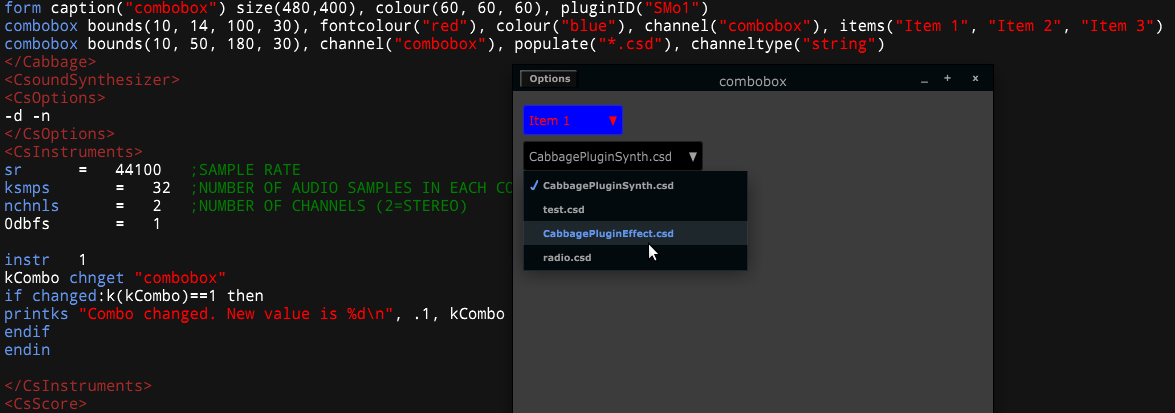 form caption("combobox") size(480,400), colour(60, 60, 60), pluginID("SMo1")
combobox bounds(10, 14, 100, 30), fontcolour("red"), colour("blue"), channel("combobox"), items("Item 1", "Item 2", "Item 3")
combobox bounds(10, 50, 180, 30), channel("combobox"), populate("*.csd"), channeltype("string")
</Cabbage>
<CsoundSynthesizer>
<CsOptions>
-d -n
</CsOptions>
<CsInstruments>
sr = 44100 ;SAMPLE RATE
ksmps = 32 ;NUMBER OF AUDIO SAMPLES IN EACH CO
nchnls = 2 ;NUMBER OF CHANNELS (2=STEREO)
0dbfs = 1
instr 1
kCombo chnget "combobox"
if changed:k(kCombo)==1 then
printks "Combo changed. New value is %d\n", .1, kCombo
endif
endin
</CsInstruments>
<CsScore>
Options
combobox
Item 1
CabbagePluginSynth.csd
CabbagePluginSynth.csd
test.csd
CabbagePluginEffect.csd
radio.csd